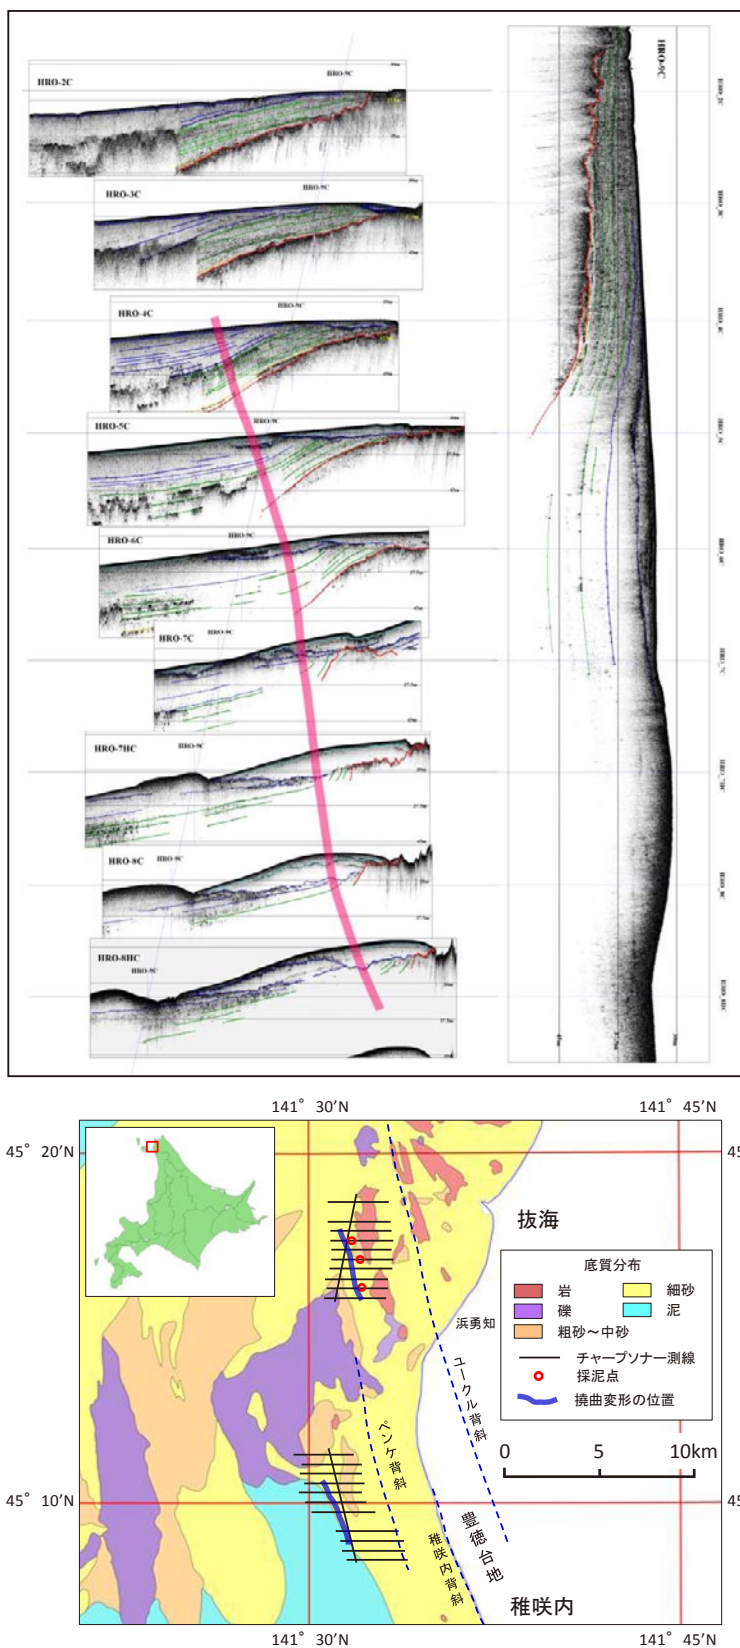 HRO-2C
HRO-9C
HRO-3C
HRO-9C
HRO-4C
HRO-9C
HRO-5C
HRO-9C
HRO-6C
HRO-9C
HRO-7C
HRO-9C
HRO-7HC
HRO-9C
HRO-8C
HRO-9C
HRO-8HC
HRO-9C
HRO-9C
141° 30′N
141° 45′N
45° 20′N
抜海
底質分布
岩
細砂
礫
泥
粗砂～中砂
チャープソナー測線
採泥点
撓曲変形の位置
浜勇知
ユークル背斜
ペンケ背斜
0 5 10km
45° 10′N
稚咲内背斜
豊徳台地
稚咲内
141° 30′N
141° 45′N